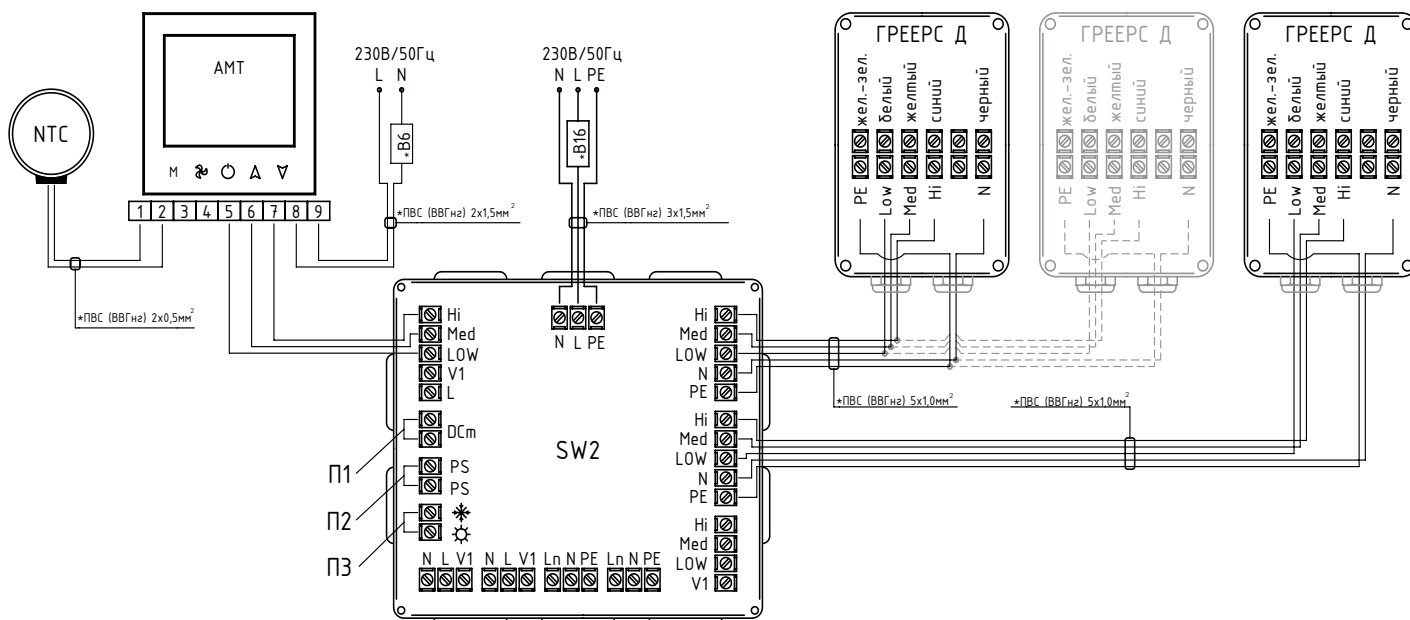 NTC
АМТ
M
1 2 3 4 5 6 7 8 9
*ПВС (ВВГнг) 2х0,5мм²
230В/50Гц
L N
*В6
*ПВС (ВВГнг) 2х1,5мм²
230В/50Гц
N L PE
*В16
*ПВС (ВВГнг) 3х1,5мм²
ГРЕЕРС Д
жел.-зел.
белый
желтый
синий
черный
PE
Low
Med
Hi
N
ГРЕЕРС Д
жел.-зел.
белый
желтый
синий
черный
PE
Low
Med
Hi
N
ГРЕЕРС Д
жел.-зел.
белый
желтый
синий
черный
PE
Low
Med
Hi
N
N L PE
Hi
Med
LOW
V1
L
DCm
PS
PS
П1
П2
П3
SW2
Hi
Med
LOW
N
PE
Hi
Med
LOW
N
PE
Hi
Med
LOW
V1
*ПВС (ВВГнг) 5х1,0мм²
*ПВС (ВВГнг) 5х1,0мм²
N L V1 N L V1 Ln N PE Ln N PE